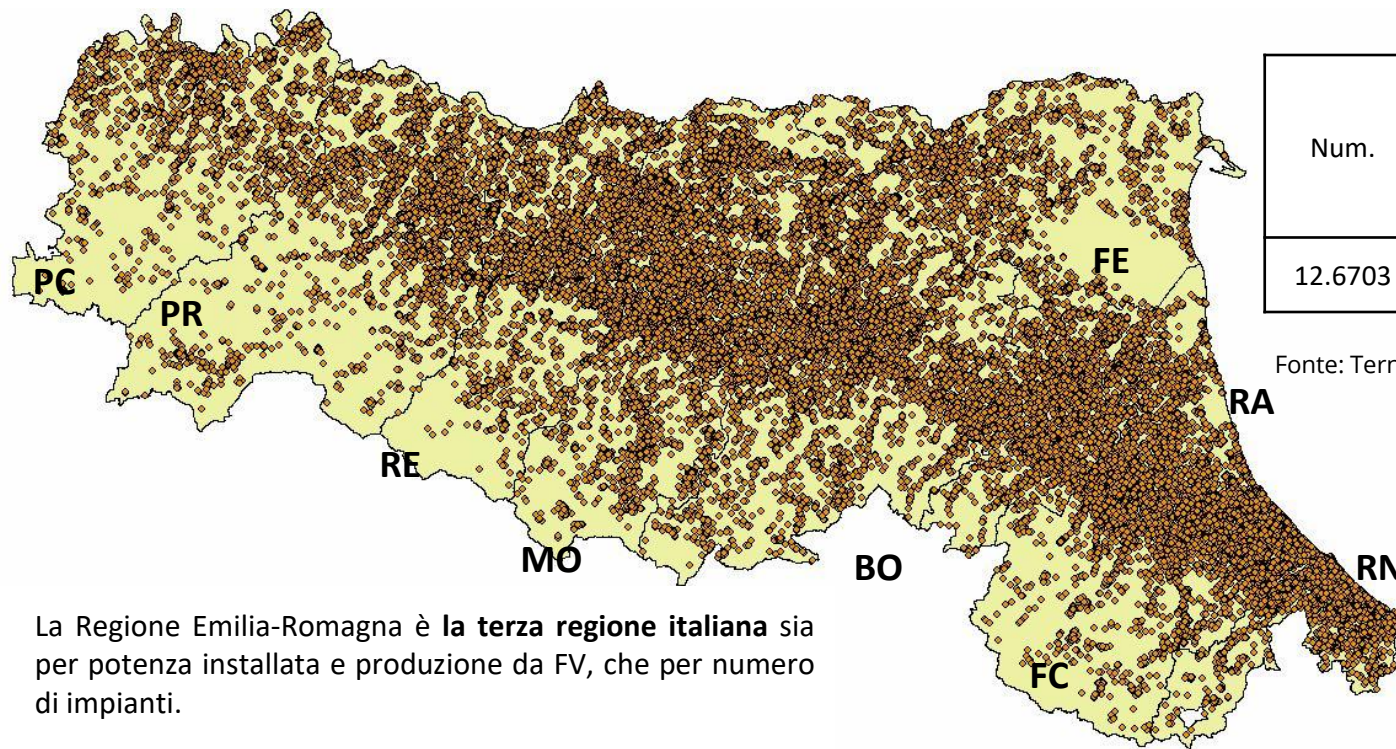 Num.
12.6703
Fonte: Tern
PC
PR
FE
RA
RE
MO
BO
RN
FC
La Regione Emilia-Romagna è la terza regione italiana sia
per potenza installata e produzione da FV, che per numero
di impianti.